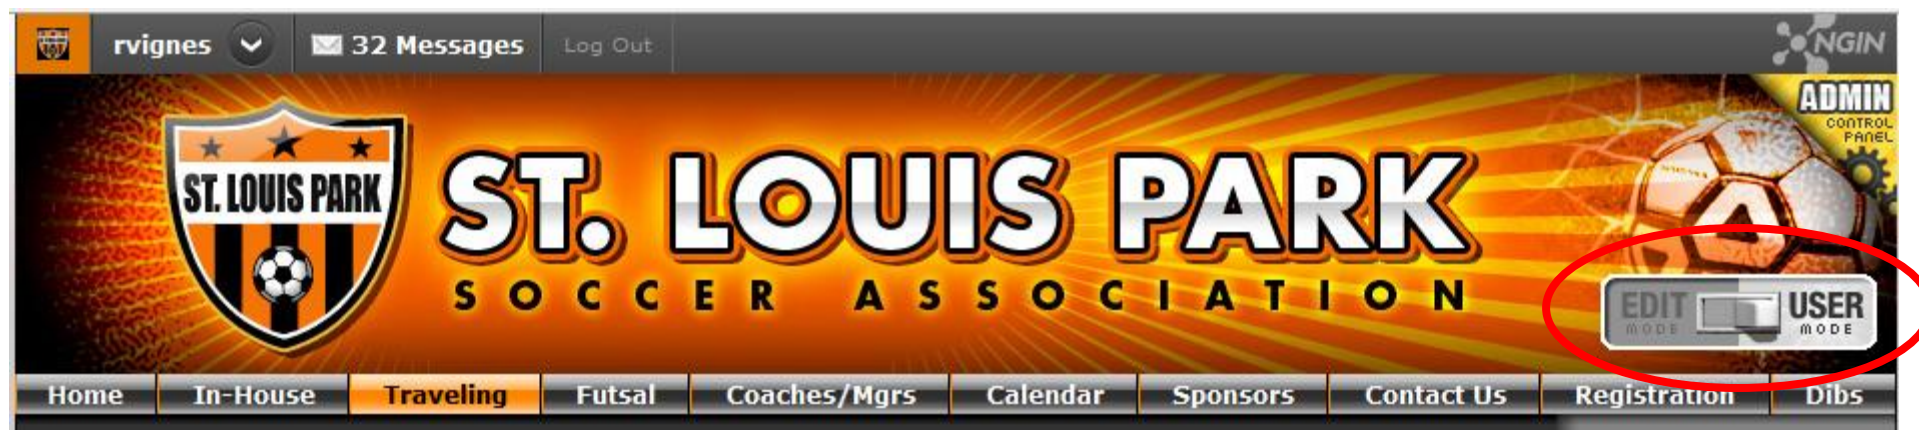 rvignes 32 Messages Log Out NGIN
ADMIN
CONTROL
PANEL
ST. LOUIS PARK
ST. LOUIS PARK
SOCCER ASSOCIATION
EDIT MODE USER MODE
Home In-House Traveling Futsal Coaches/Mgrs Calendar Sponsors Contact Us Registration Dibs